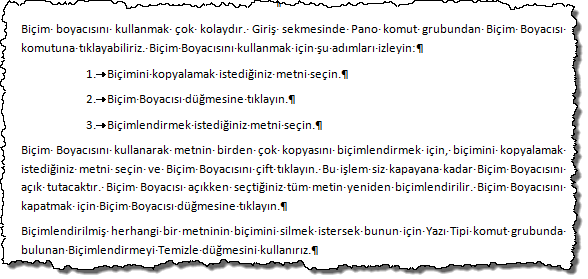 Biçim boyacısını kullanmak çok kolaydır. Giriş sekmesinde Pano komut grubundan Biçim Boyacısı
komutuna tıklayabiliriz. Biçim Boyacısını kullanmak için şu adımları izleyin:¶
1.→Biçimini kopyalamak istediğiniz metni seçin.¶
2.→Biçim Boyacısı düğmesine tıklayın.¶
3.→Biçimlendirmek istediğiniz metni seçin.¶
Biçim Boyacısını kullanarak metnin birden çok kopyasını biçimlendirmek için, biçimini kopyalamak
istediğiniz metni seçin ve Biçim Boyacısını çift tıklayın. Bu işlem siz kapayana kadar Biçim Boyacısını
açık tutacaktır. Biçim Boyacısı açıkken seçtiğiniz tüm metin yeniden biçimlendirilir. Biçim Boyacısını
kapatmak için Biçim Boyacısı düğmesine tıklayın.¶
Biçimlendirilmiş herhangi bir metninin biçimini silmek istersek bunun için Yazı Tipi komut grubunda
bulunan Biçimlendirmeyi Temizle düğmesini kullanırız.¶